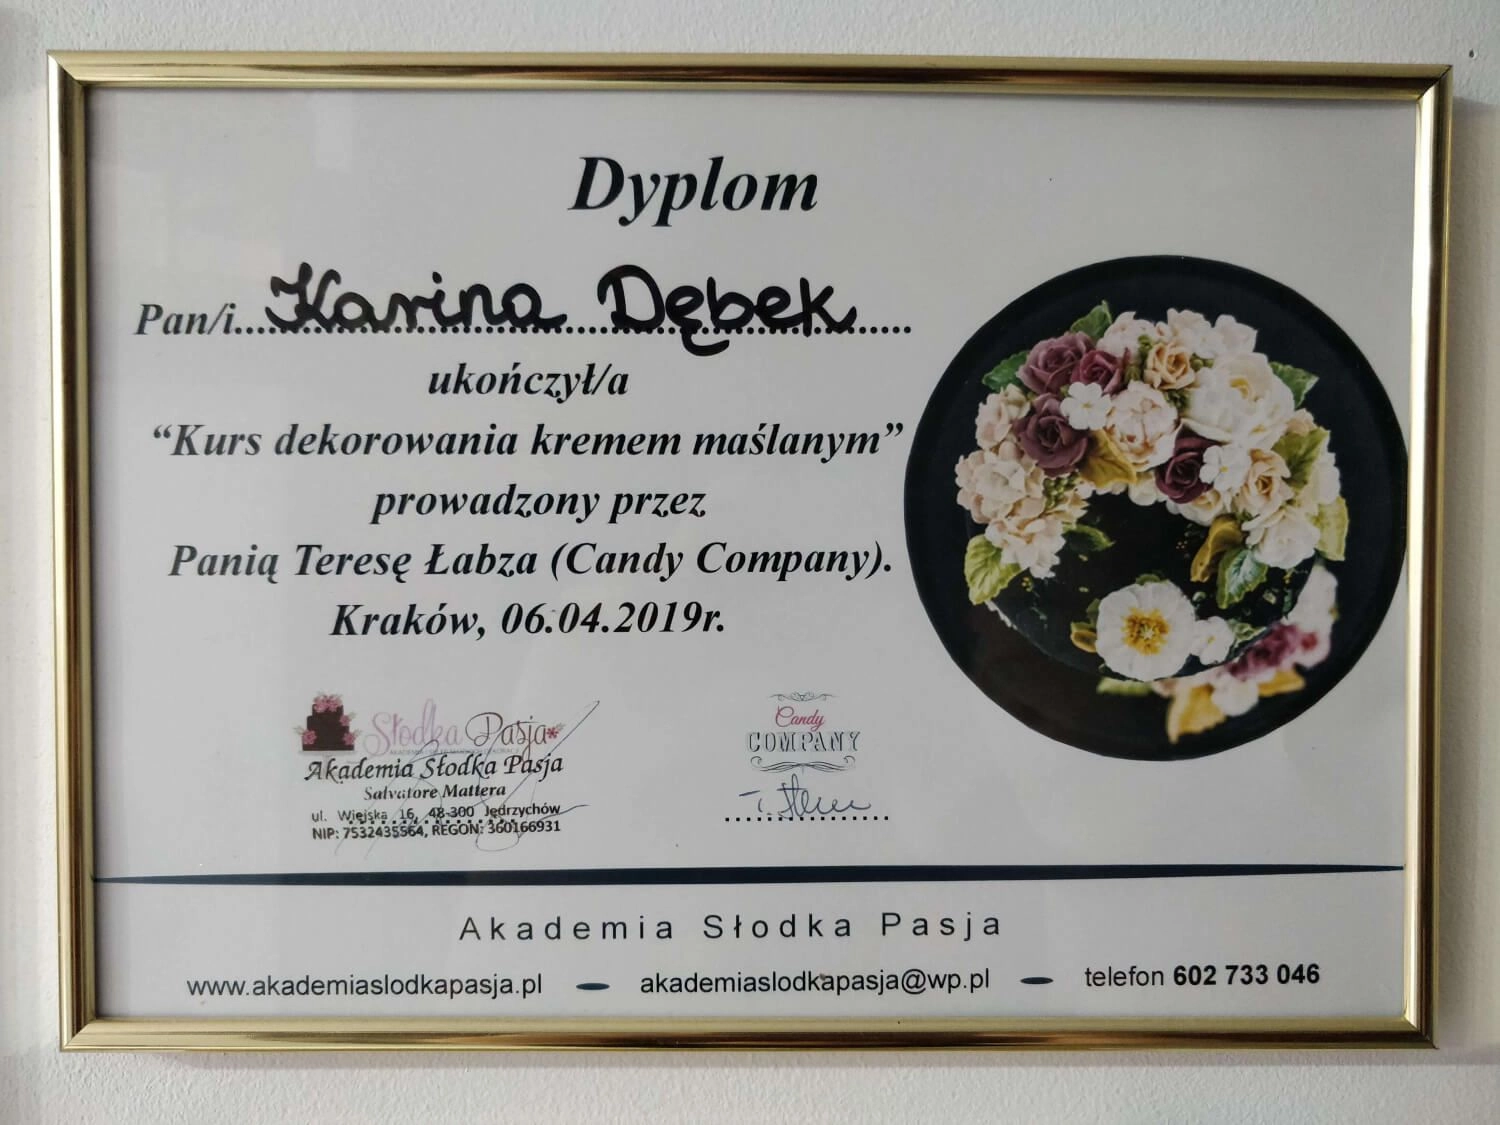 Dyplom
Pan/i....Karina Dębek....
ukończył/a
“Kurs dekorowania kremem maślanym”
prowadzony przez
Panią Teresę Łabza (Candy Company).
Kraków, 06.04.2019r.
Słodka Pasja
Akademia Słodka Pasja
Salvatore Mattera
ul. Wiejska 16, 48-300 Jędrzychów
NIP: 7532435564, REGON: 360166931
Candy
COMPANY
Akademia Słodka Pasja
www.akademiaslodkapasja.pl
akademiaslodkapasja@wp.pl
telefon 602 733 046